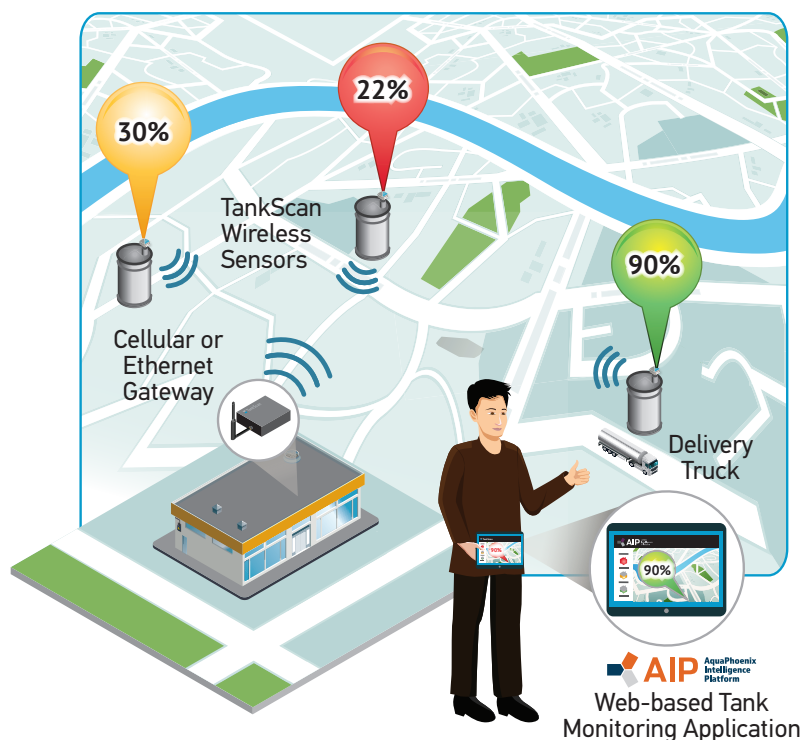 22%
30%
TankScan
Wireless
Sensors
90%
Cellular or
Ethernet
Gateway
Delivery
Truck
90%
AIP
90%
AIP AquaPhoenix
Intelligence
Platform
Web-based Tank
Monitoring Application